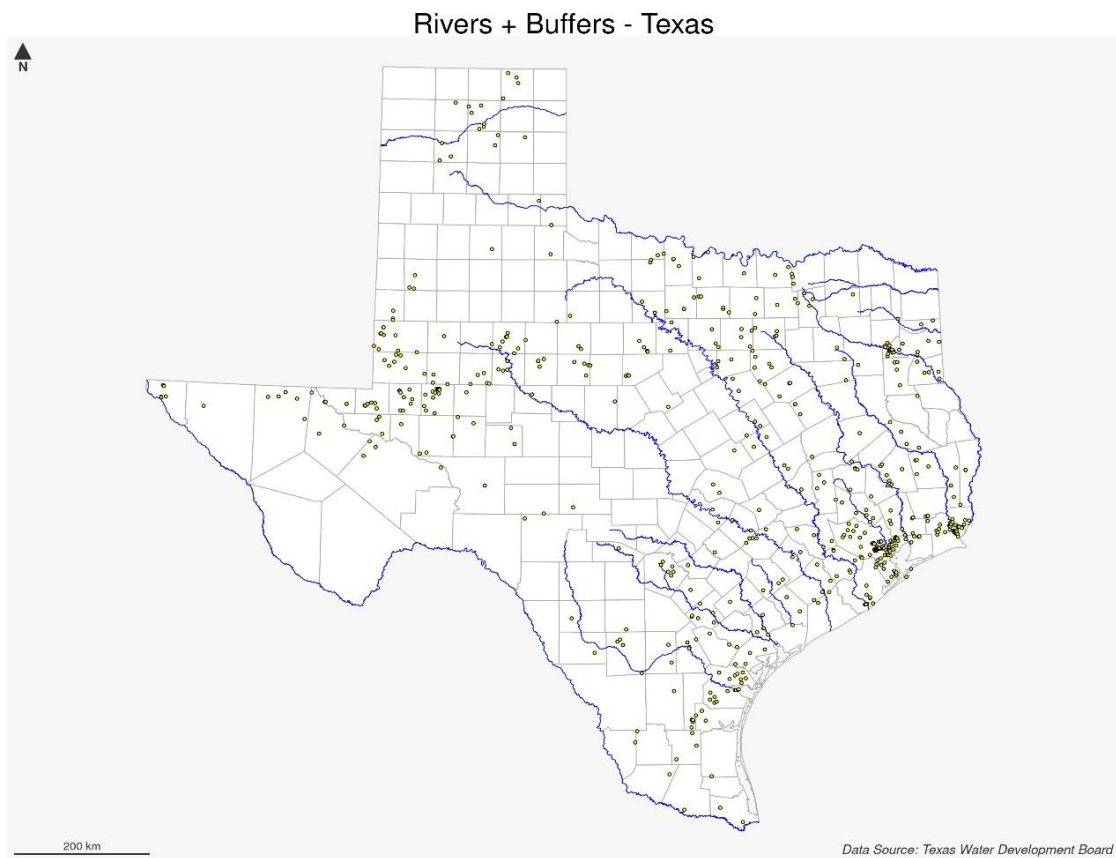 Rivers + Buffers - Texas
N
200 km
Data Source: Texas Water Development Board